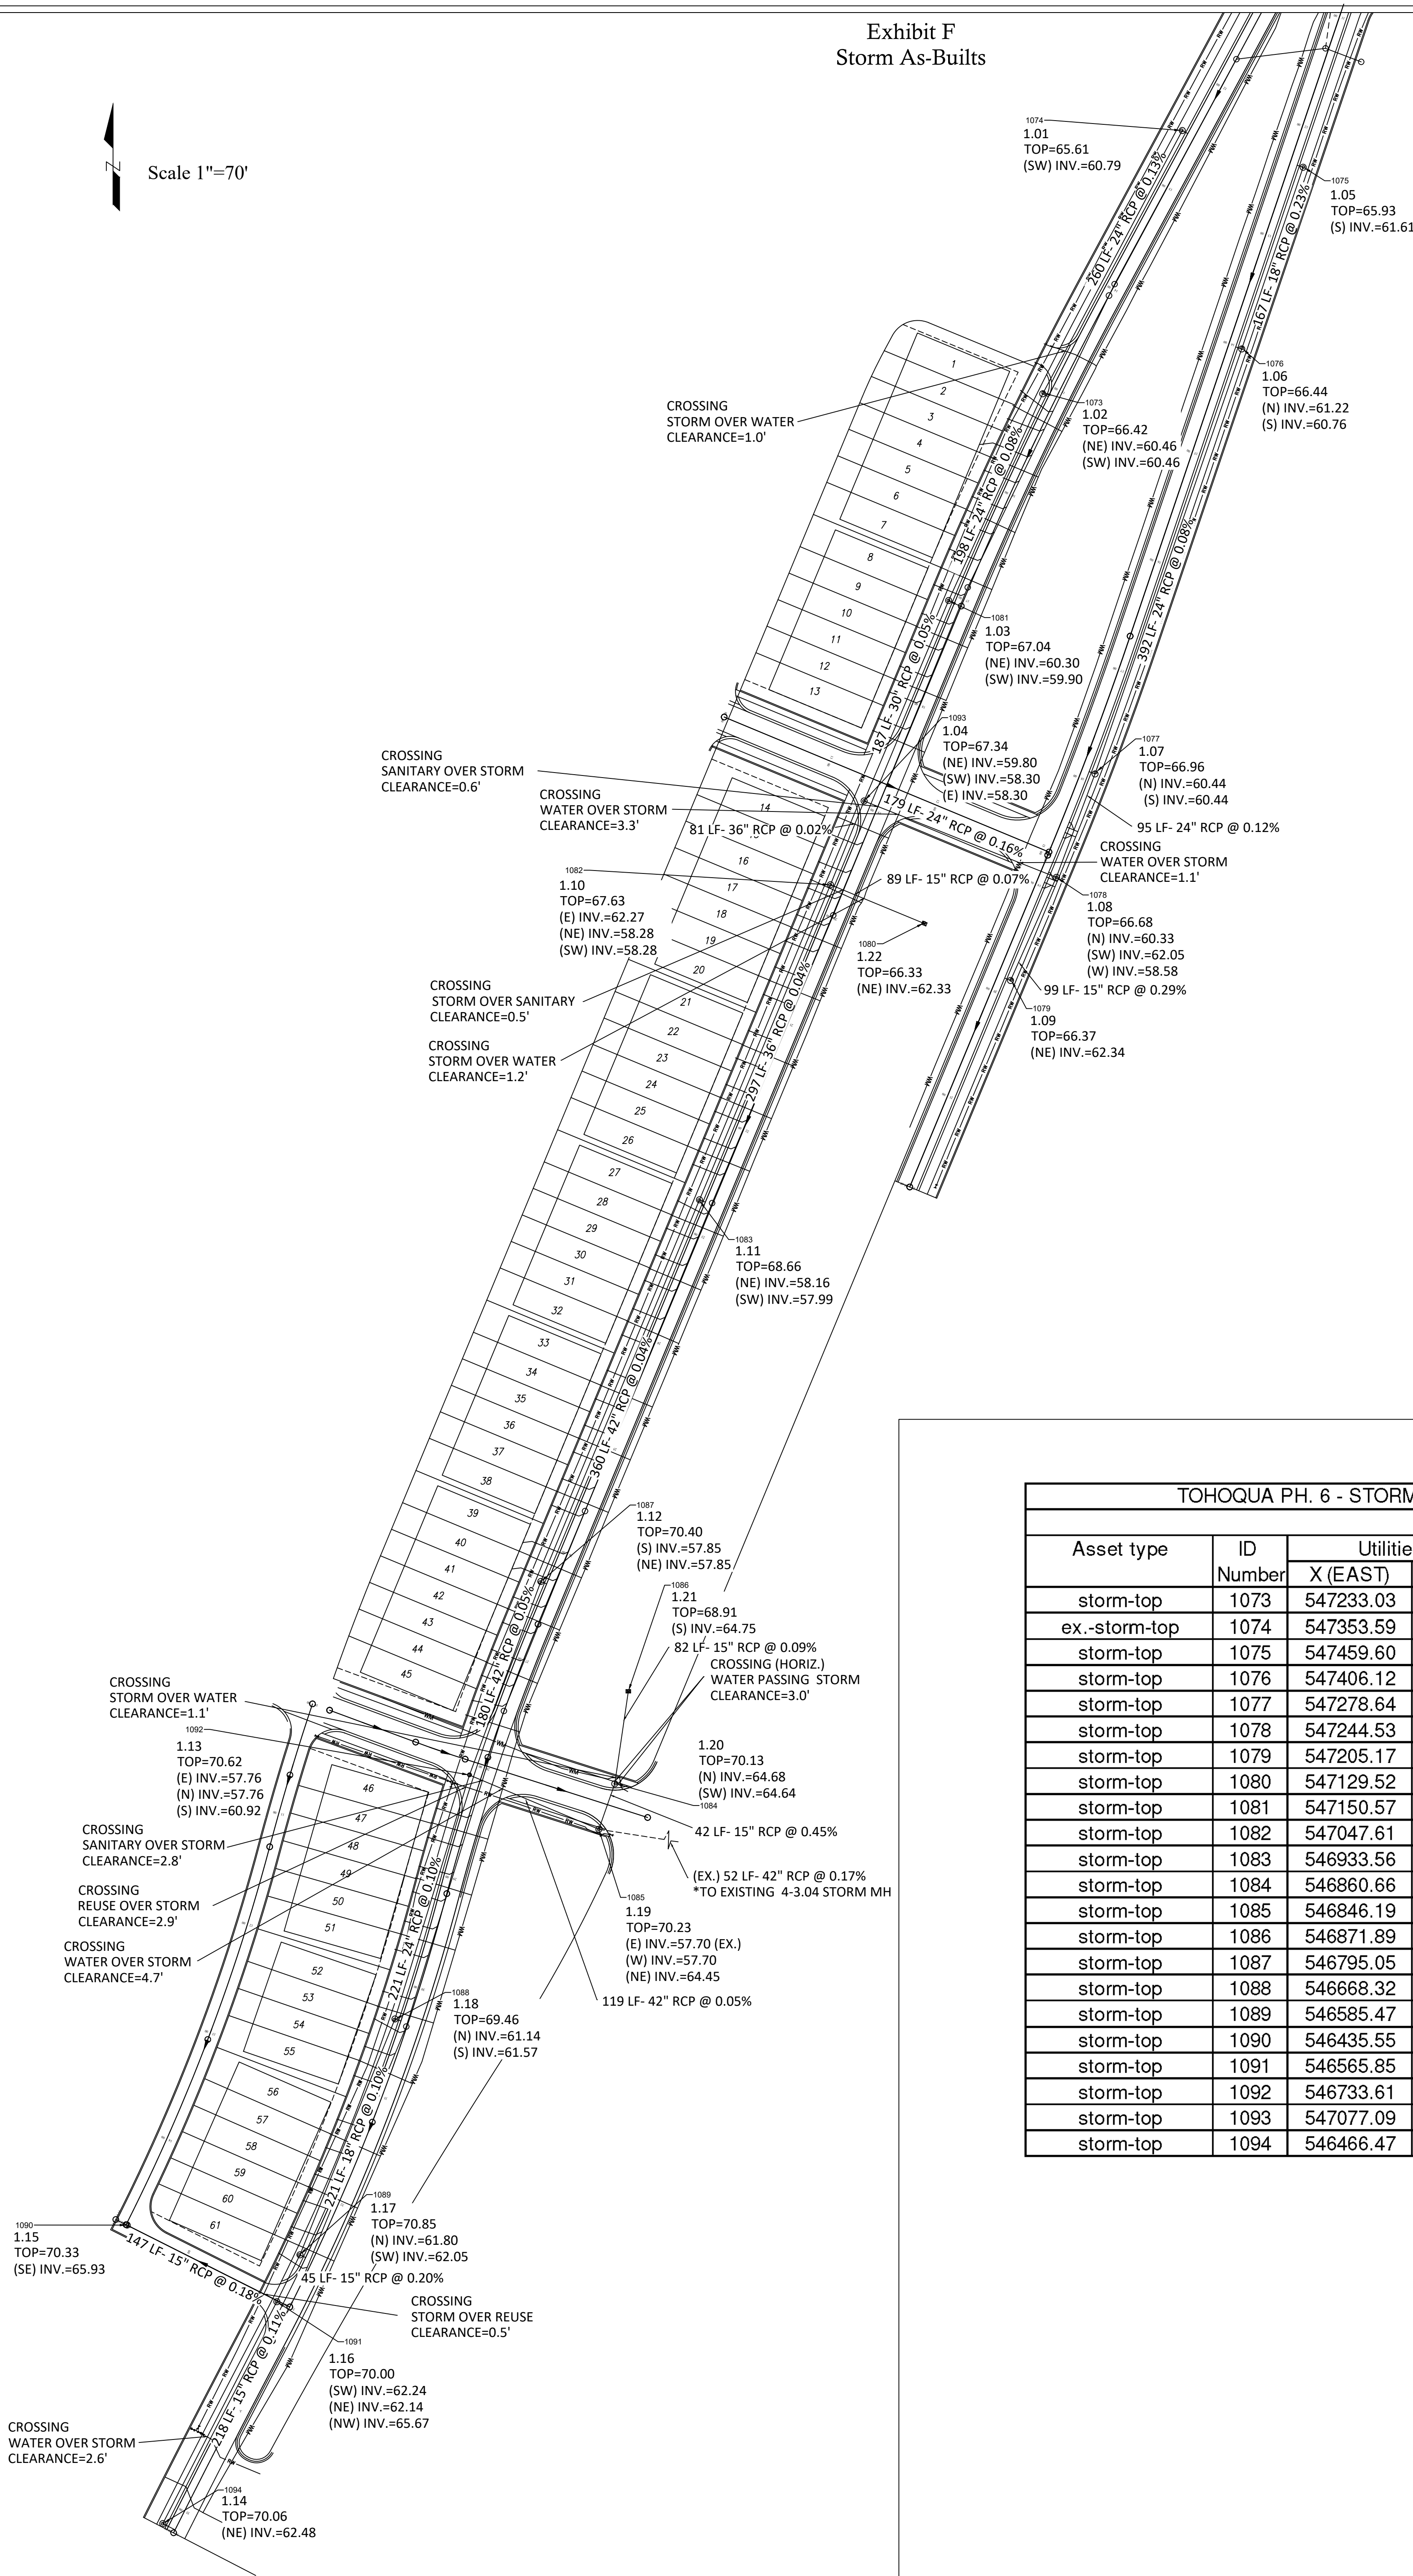 Exhibit F
Storm As-Builts
N
Scale 1"=70'
1074
1.01
TOP=65.61
(SW) INV.=60.79
1075
1.05
TOP=65.93
(S) INV.=61.61
260 LF- 24" RCP @ 0.13%
167 LF- 18" RCP @ 0.23%
1076
1.06
TOP=66.44
(N) INV.=61.22
(S) INV.=60.76
CROSSING
STORM OVER WATER
CLEARANCE=1.0'
1073
1.02
TOP=66.42
(NE) INV.=60.46
(SW) INV.=60.46
1
2
3
4
5
6
7
8
9
10
11
12
13
198 LF- 24" RCP @ 0.08%
392 LF- 24" RCP @ 0.08%
1081
1.03
TOP=67.04
(NE) INV.=60.30
(SW) INV.=59.90
187 LF- 30" RCP @ 0.05%
1093
1.04
TOP=67.34
(NE) INV.=59.80
(SW) INV.=58.30
(E) INV.=58.30
1077
1.07
TOP=66.96
(N) INV.=60.44
(S) INV.=60.44
CROSSING
SANITARY OVER STORM
CLEARANCE=0.6'
CROSSING
WATER OVER STORM
CLEARANCE=3.3'
179 LF- 24" RCP @ 0.16%
95 LF- 24" RCP @ 0.12%
CROSSING
WATER OVER STORM
CLEARANCE=1.1'
81 LF- 36" RCP @ 0.02%
89 LF- 15" RCP @ 0.07%
1082
1.10
TOP=67.63
(E) INV.=62.27
(NE) INV.=58.28
(SW) INV.=58.28
1078
1.08
TOP=66.68
(N) INV.=60.33
(SW) INV.=62.05
(W) INV.=58.58
1080
1.22
TOP=66.33
(NE) INV.=62.33
99 LF- 15" RCP @ 0.29%
1079
1.09
TOP=66.37
(NE) INV.=62.34
CROSSING
STORM OVER SANITARY
CLEARANCE=0.5'
CROSSING
STORM OVER WATER
CLEARANCE=1.2'
14
16
17
18
19
20
21
22
23
24
25
26
27
28
29
30
31
32
33
34
35
36
37
38
39
40
41
42
43
44
45
297 LF- 36" RCP @ 0.04%
1083
1.11
TOP=68.66
(NE) INV.=58.16
(SW) INV.=57.99
360 LF- 42" RCP @ 0.04%
1087
1.12
TOP=70.40
(S) INV.=57.85
(NE) INV.=57.85
1086
1.21
TOP=68.91
(S) INV.=64.75
82 LF- 15" RCP @ 0.09%
CROSSING (HORIZ.)
WATER PASSING STORM
CLEARANCE=3.0'
180 LF- 42" RCP @ 0.05%
CROSSING
STORM OVER WATER
CLEARANCE=1.1'
1092
1.13
TOP=70.62
(E) INV.=57.76
(N) INV.=57.76
(S) INV.=60.92
1.20
TOP=70.13
(N) INV.=64.68
(SW) INV.=64.64
1084
42 LF- 15" RCP @ 0.45%
CROSSING
SANITARY OVER STORM
CLEARANCE=2.8'
CROSSING
REUSE OVER STORM
CLEARANCE=2.9'
CROSSING
WATER OVER STORM
CLEARANCE=4.7'
(EX.) 52 LF- 42" RCP @ 0.17%
*TO EXISTING 4-3.04 STORM MH
1085
1.19
TOP=70.23
(E) INV.=57.70 (EX.)
(W) INV.=57.70
(NE) INV.=64.45
119 LF- 42" RCP @ 0.05%
46
47
48
49
50
51
52
53
54
55
56
57
58
59
60
61
221 LF- 24" RCP @ 0.10%
1088
1.18
TOP=69.46
(N) INV.=61.14
(S) INV.=61.57
221 LF- 18" RCP @ 0.10%
1089
1.17
TOP=70.85
(N) INV.=61.80
(SW) INV.=62.05
1090
1.15
TOP=70.33
(SE) INV.=65.93
147 LF- 15" RCP @ 0.18%
45 LF- 15" RCP @ 0.20%
CROSSING
STORM OVER REUSE
CLEARANCE=0.5'
1091
1.16
TOP=70.00
(SW) INV.=62.24
(NE) INV.=62.14
(NW) INV.=65.67
218 LF- 15" RCP @ 0.11%
CROSSING
WATER OVER STORM
CLEARANCE=2.6'
1094
1.14
TOP=70.06
(NE) INV.=62.48
TOHOQUA PH. 6 - STORM
Asset type ID Utilitie
Number X (EAST)
storm-top 1073 547233.03
ex.-storm-top 1074 547353.59
storm-top 1075 547459.60
storm-top 1076 547406.12
storm-top 1077 547278.64
storm-top 1078 547244.53
storm-top 1079 547205.17
storm-top 1080 547129.52
storm-top 1081 547150.57
storm-top 1082 547047.61
storm-top 1083 546933.56
storm-top 1084 546860.66
storm-top 1085 546846.19
storm-top 1086 546871.89
storm-top 1087 546795.05
storm-top 1088 546668.32
storm-top 1089 546585.47
storm-top 1090 546435.55
storm-top 1091 546565.85
storm-top 1092 546733.61
storm-top 1093 547077.09
storm-top 1094 546466.47